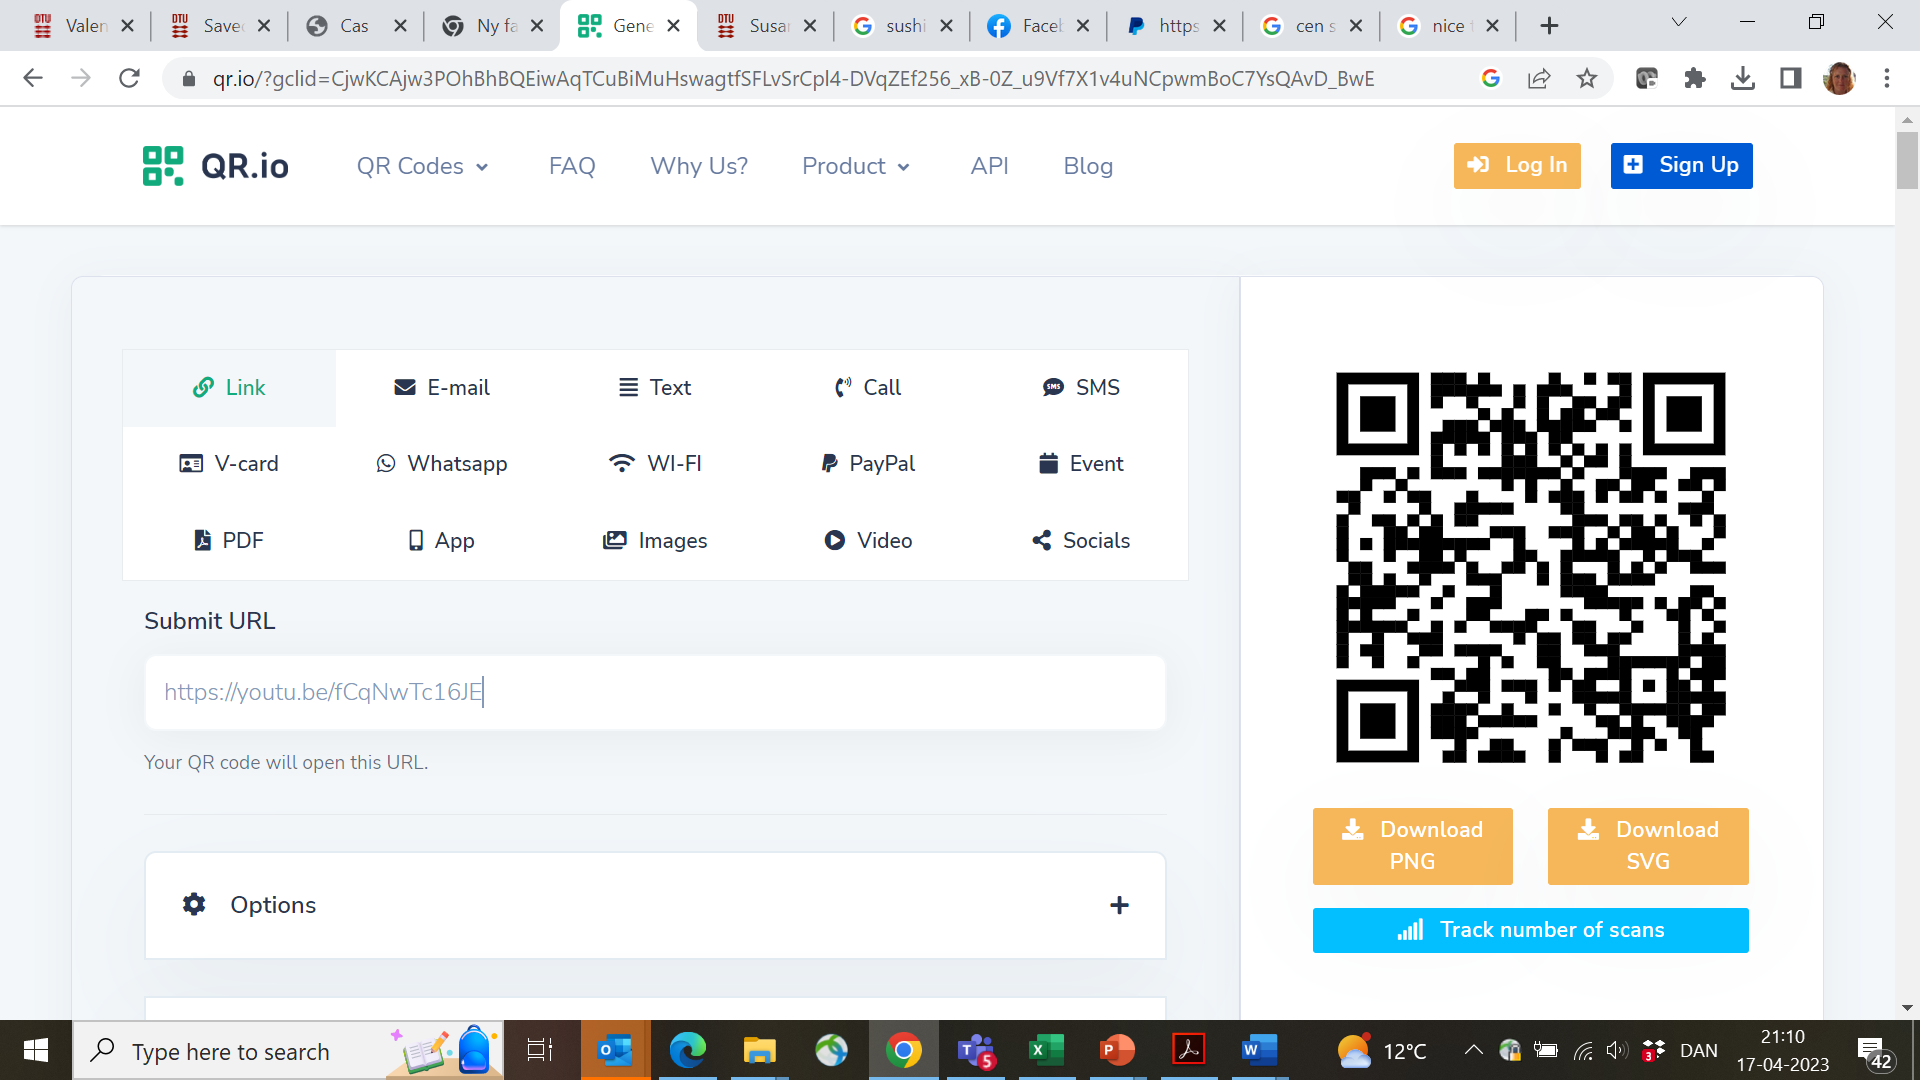 Valen
Save
Cas
Ny fa
Gene
Susar
sushi
Faceb
https
cen s
nice
qr.io/?gclid=CjwKCAjw3POhBhBQEiwAqTCuBiMuHswagtfSFLvSrCpl4-DVqZEf256_xB-0Z_u9Vf7X1v4uNCpwmBoC7YsQAvD_BwE
QR.io
QR Codes
FAQ
Why Us?
Product
API
Blog
Log In
Sign Up
Link
E-mail
Text
Call
SMS
V-card
Whatsapp
WI-FI
PayPal
Event
PDF
App
Images
Video
Socials
Submit URL
https://youtu.be/fCqNwTc16JE
Your QR code will open this URL.
Options
Download
PNG
Download
SVG
Track number of scans
Type here to search
5
12°C
3
DAN
21:10
17-04-2023
42